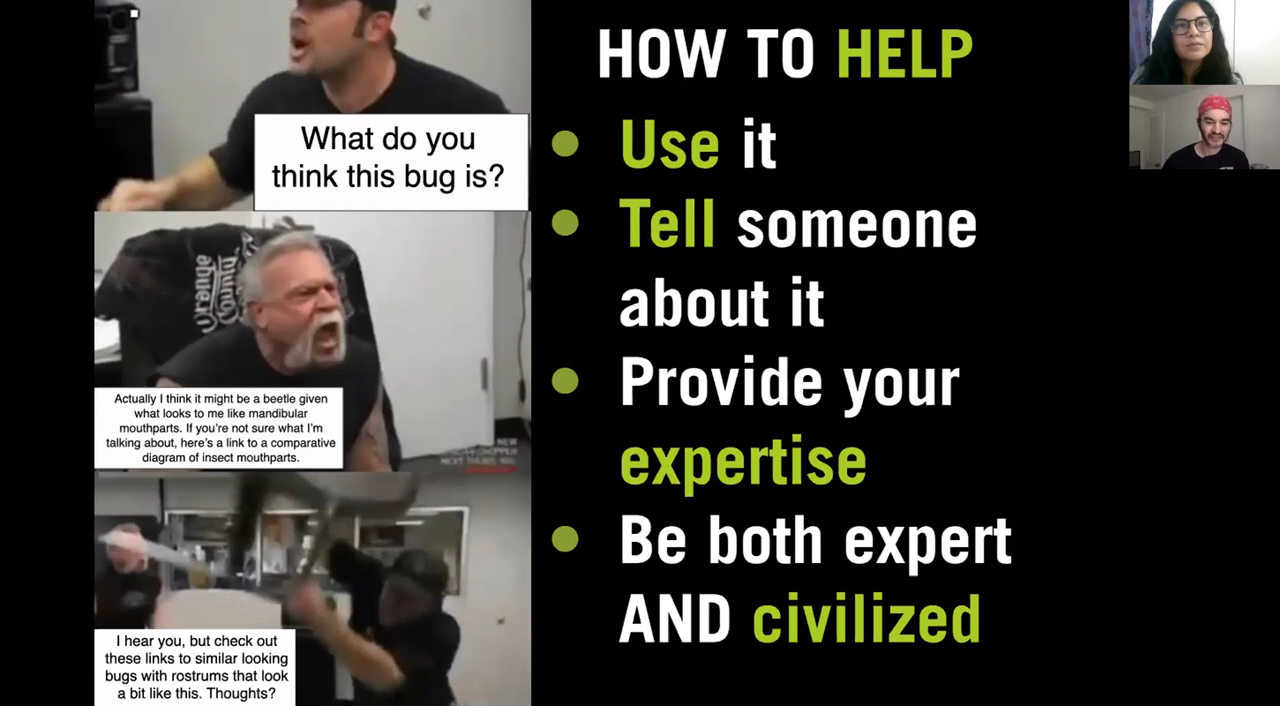 What do you
think this bug is?
Orange
County
Actually I think it might be a beetle given
what looks to me like mandibular
mouthparts. If you're not sure what I'm
talking about, here's a link to a comparative
diagram of insect mouthparts.
NEW
I hear you, but check out
these links to similar looking
bugs with rostrums that look
a bit like this. Thoughts?
HOW TO HELP
Use it
Tell someone
about it
Provide your
expertise
Be both expert
AND civilized